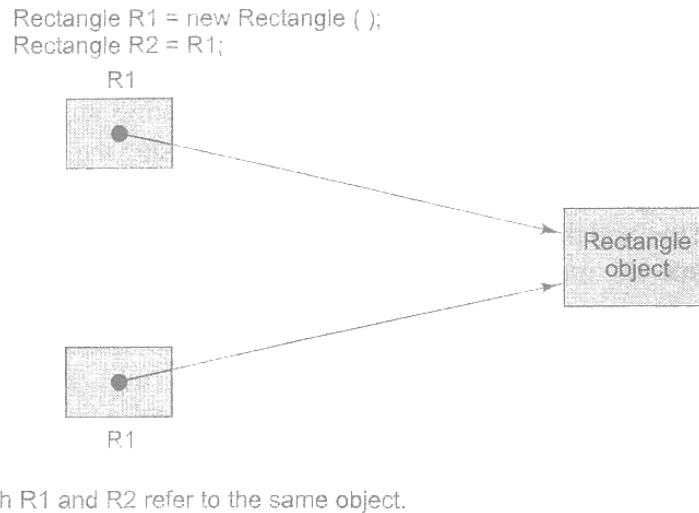 Rectangle R1 = new Rectangle ( );
Rectangle R2 = R1;
R1
Rectangle
object
R1
h R1 and R2 refer to the same object.